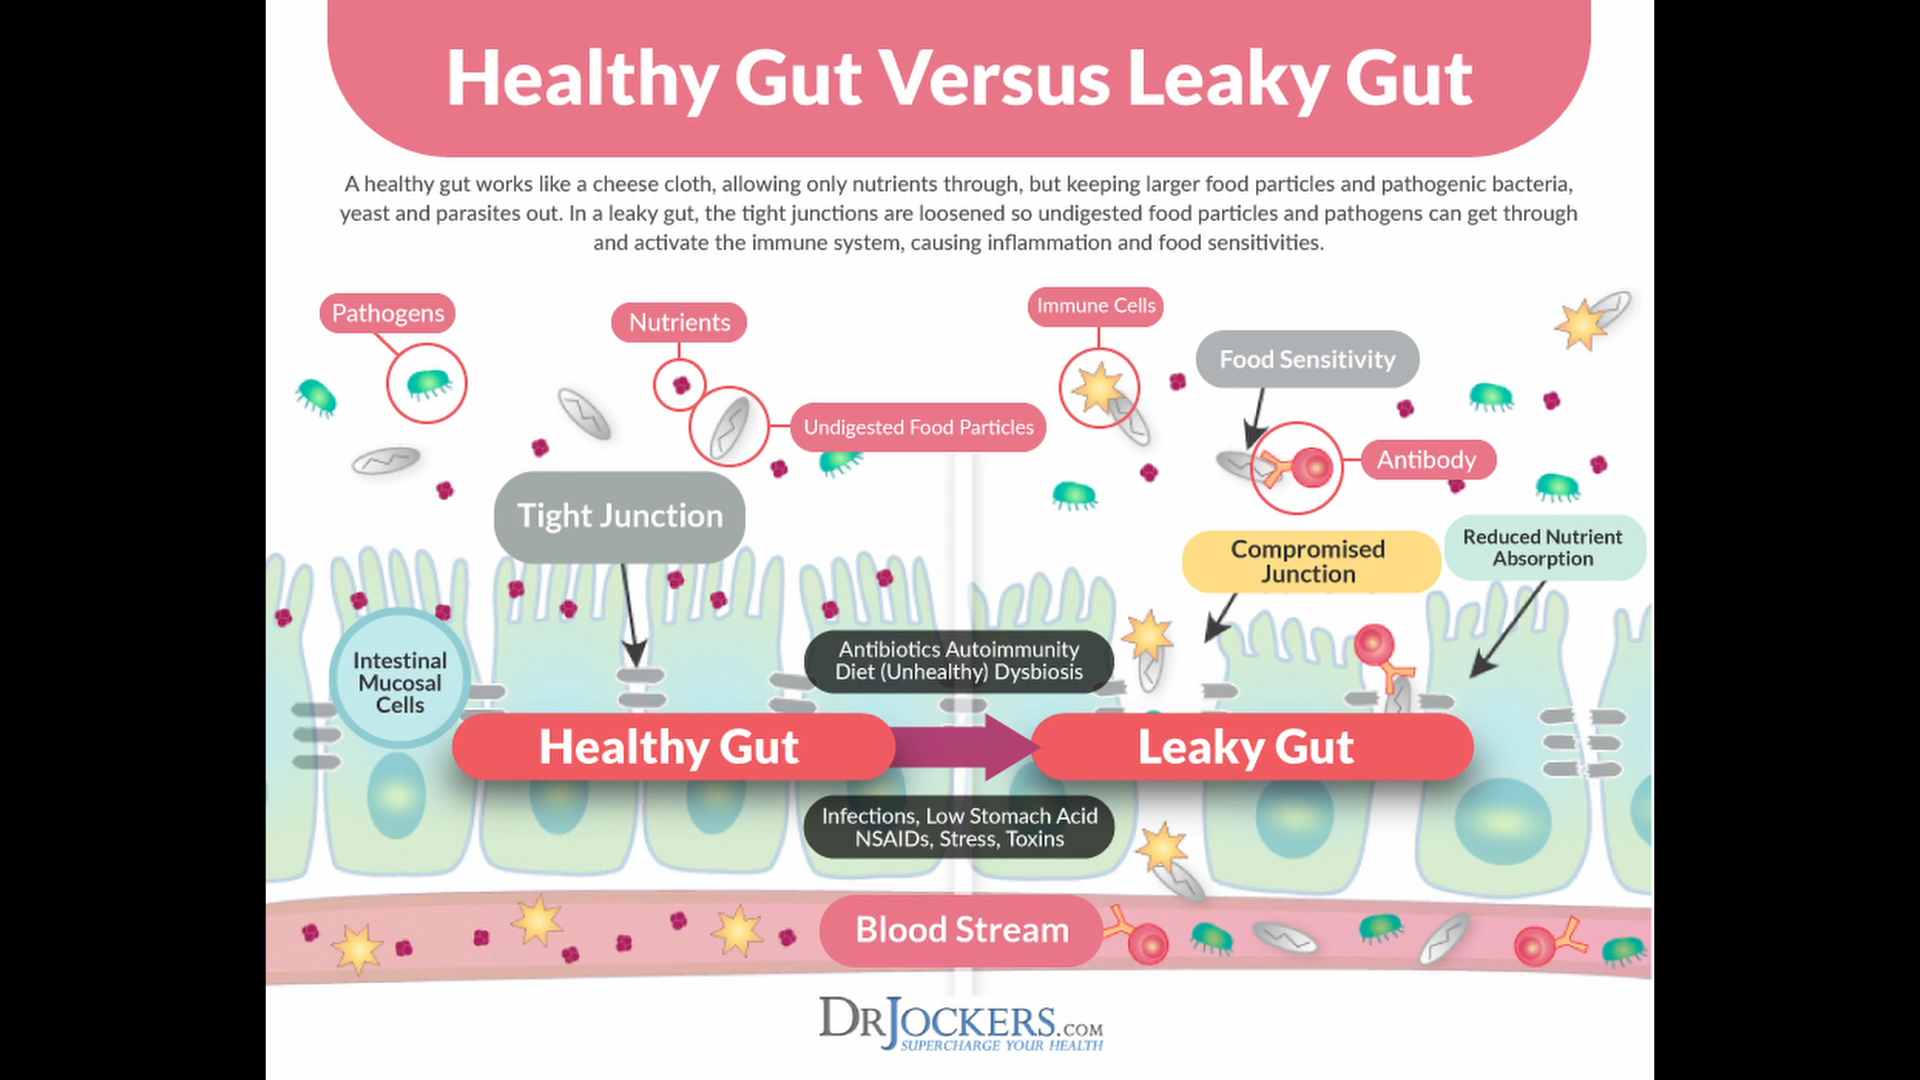 Healthy Gut Versus Leaky Gut
A healthy gut works like a cheese cloth, allowing only nutrients through, but keeping larger food particles and pathogenic bacteria,
yeast and parasites out. In a leaky gut, the tight junctions are loosened so undigested food particles and pathogens can get through
and activate the immune system, causing inflammation and food sensitivities.
Pathogens
Nutrients
Immune Cells
Food Sensitivity
Undigested Food Particles
Antibody
Tight Junction
Compromised
Junction
Reduced Nutrient
Absorption
Intestinal
Mucosal
Cells
Antibiotics Autoimmunity
Diet (Unhealthy) Dysbiosis
Healthy Gut
Leaky Gut
Infections, Low Stomach Acid
NSAIDs, Stress, Toxins
Blood Stream
DRJOCKERS.COM
SUPERCHARGE YOUR HEALTH